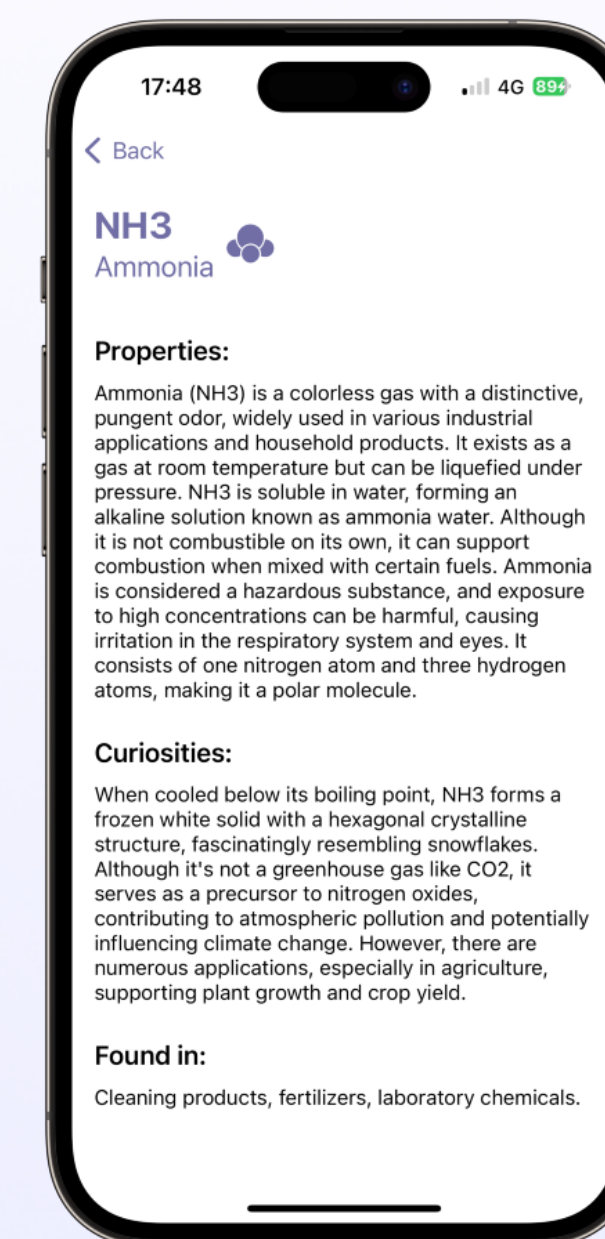 17:48
4G 89
Back
NH3
Ammonia
Properties:
Ammonia (NH3) is a colorless gas with a distinctive,
pungent odor, widely used in various industrial
applications and household products. It exists as a
gas at room temperature but can be liquefied under
pressure. NH3 is soluble in water, forming an
alkaline solution known as ammonia water. Although
it is not combustible on its own, it can support
combustion when mixed with certain fuels. Ammonia
is considered a hazardous substance, and exposure
to high concentrations can be harmful, causing
irritation in the respiratory system and eyes. It
consists of one nitrogen atom and three hydrogen
atoms, making it a polar molecule.
Curiosities:
When cooled below its boiling point, NH3 forms a
frozen white solid with a hexagonal crystalline
structure, fascinatingly resembling snowflakes.
Although it's not a greenhouse gas like CO2, it
serves as a precursor to nitrogen oxides,
contributing to atmospheric pollution and potentially
influencing climate change. However, there are
numerous applications, especially in agriculture,
supporting plant growth and crop yield.
Found in:
Cleaning products, fertilizers, laboratory chemicals.